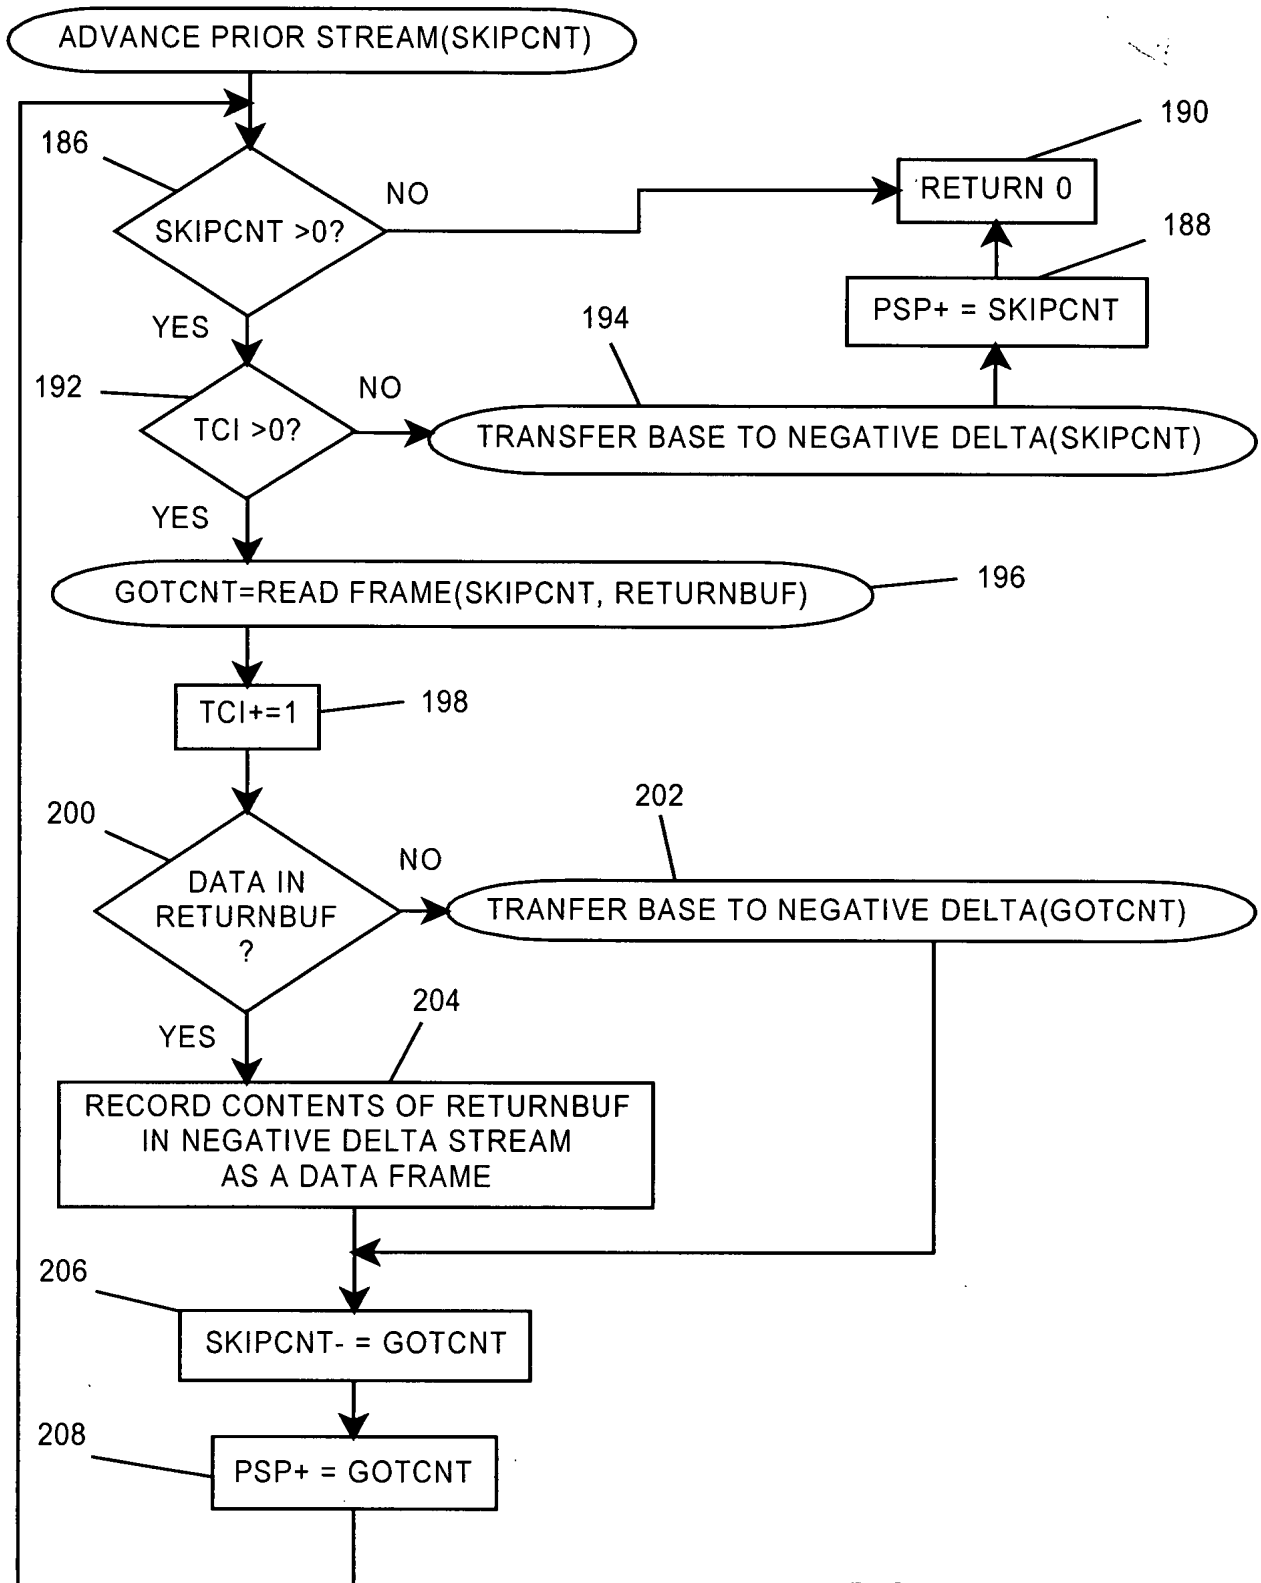 ADVANCE PRIOR STREAM(SKIPCNT)
190
186
NO
RETURN 0
SKIPCNT >0?
188
YES
194
PSP+ = SKIPCNT
192
NO
TCI >0?
TRANSFER BASE TO NEGATIVE DELTA(SKIPCNT)
YES
GOTCNT=READ FRAME(SKIPCNT, RETURNBUF)
196
TCI+=1
198
200
202
NO
DATA IN
RETURNBUF
?
TRANFER BASE TO NEGATIVE DELTA(GOTCNT)
204
YES
RECORD CONTENTS OF RETURNBUF
IN NEGATIVE DELTA STREAM
AS A DATA FRAME
206
SKIPCNT- = GOTCNT
208
PSP+ = GOTCNT